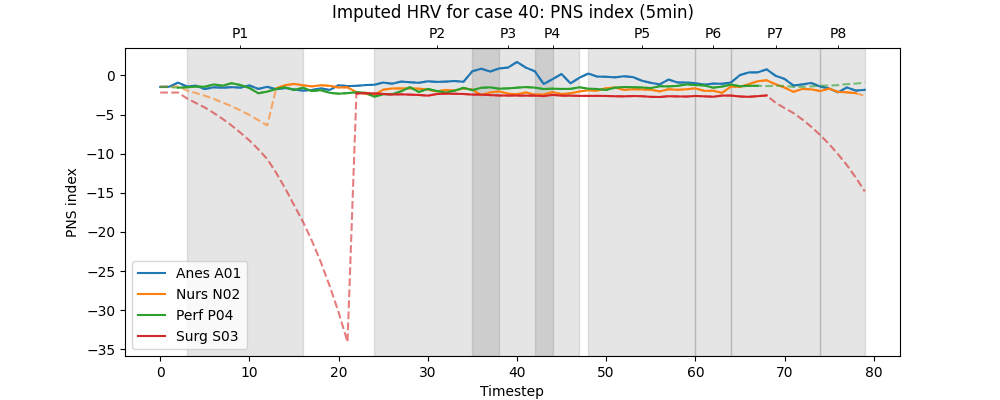 Imputed HRV for case 40: PNS index (5min)
P1 P2 P3 P4 P5 P6 P7 P8
PNS index
0
−5
−10
−15
−20
−25
−30
−35
Anes A01
Nurs N02
Perf P04
Surg S03
0 10 20 30 40 50 60 70 80
Timestep